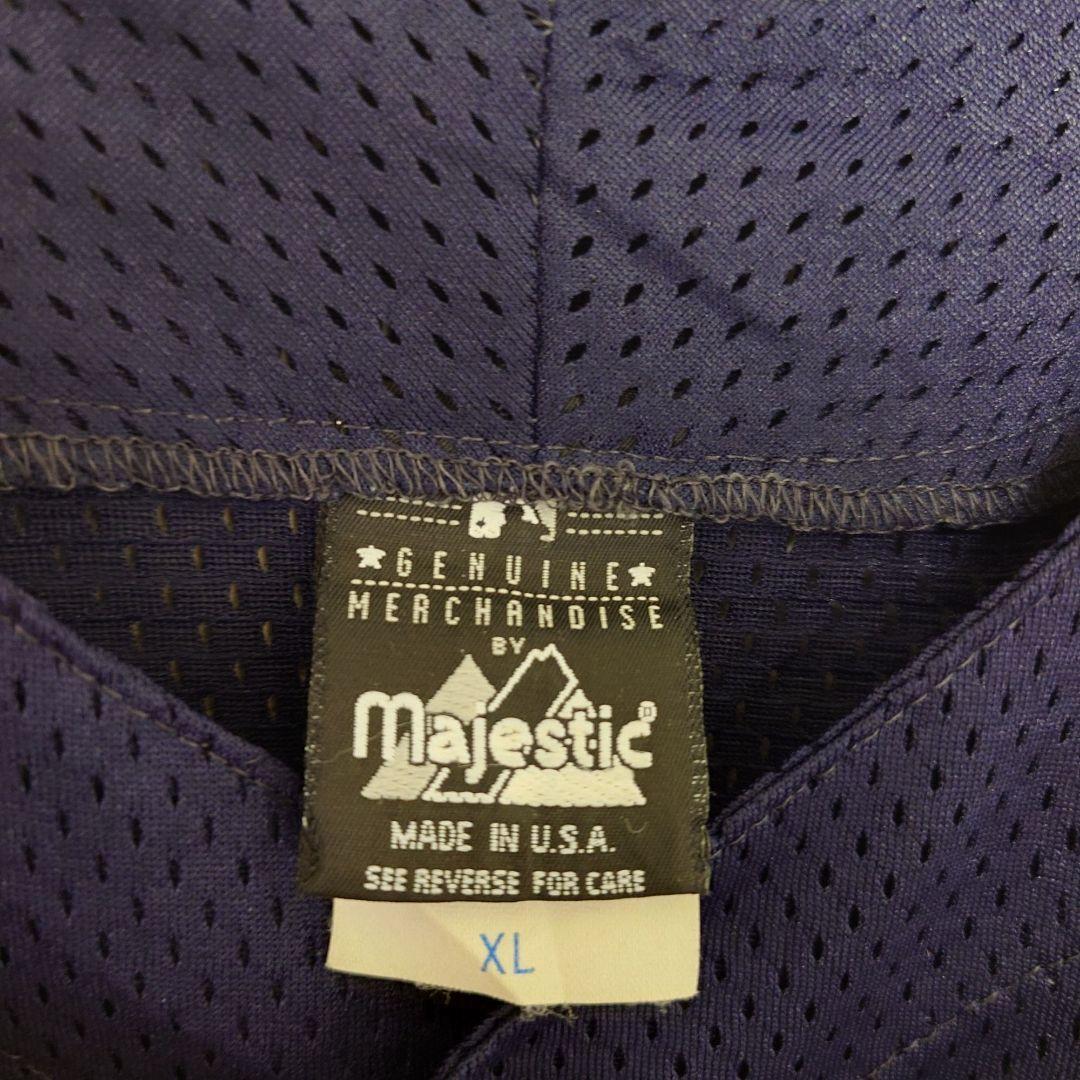 GENUINE
MERCHANDISE
BY
Majestic®
MADE IN U.S.A.
SEE REVERSE FOR CARE
XL